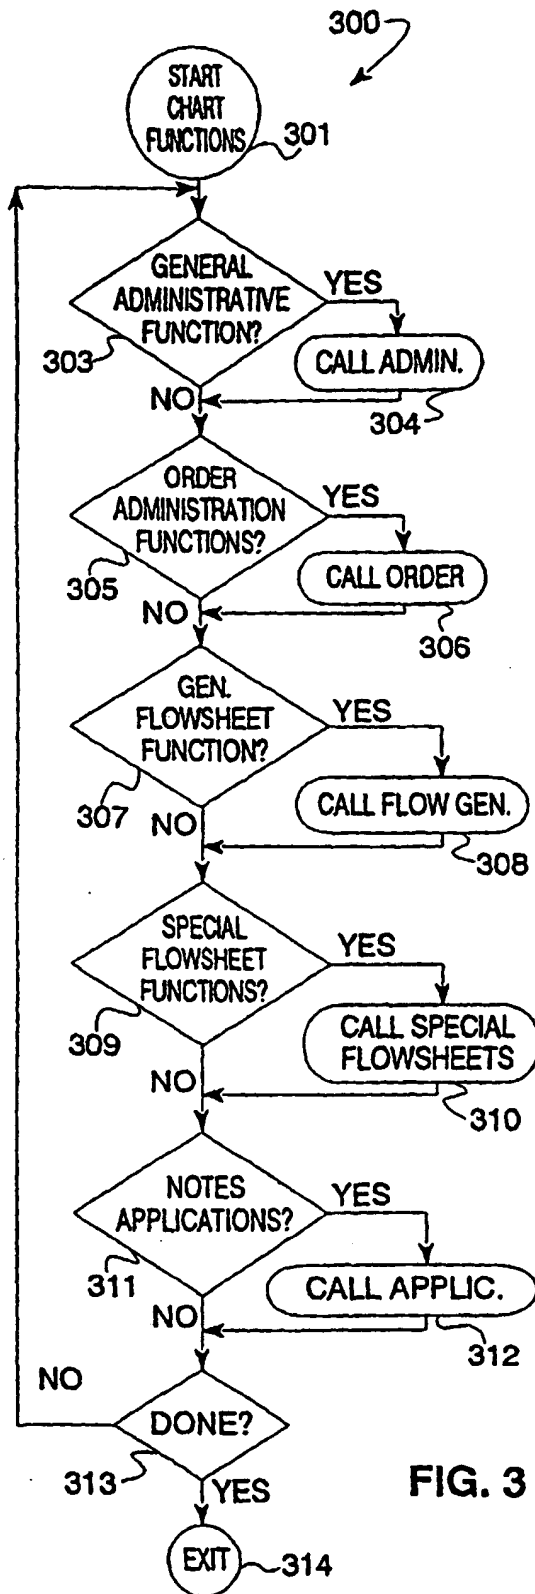 300
START
CHART
FUNCTIONS
301
GENERAL
ADMINISTRATIVE
FUNCTION?
YES
303
CALL ADMIN.
NO
304
ORDER
ADMINISTRATION
FUNCTIONS?
YES
305
CALL ORDER
NO
306
GEN.
FLOWSHEET
FUNCTION?
YES
307
CALL FLOW GEN.
NO
308
SPECIAL
FLOWSHEET
FUNCTIONS?
YES
309
CALL SPECIAL
FLOWSHEETS
NO
310
NOTES
APPLICATIONS?
YES
311
CALL APPLIC.
NO
312
NO
DONE?
313
YES
FIG. 3
EXIT
314